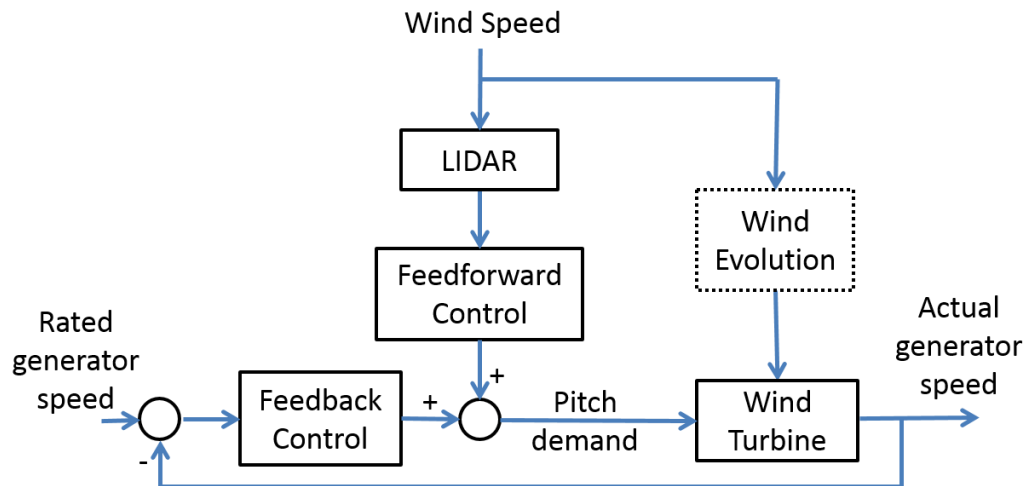 Wind Speed
LIDAR
Wind
Evolution
Feedforward
Control
Rated
generator
speed
Actual
generator
speed
+
Feedback
Control
+
Pitch
demand
Wind
Turbine
-